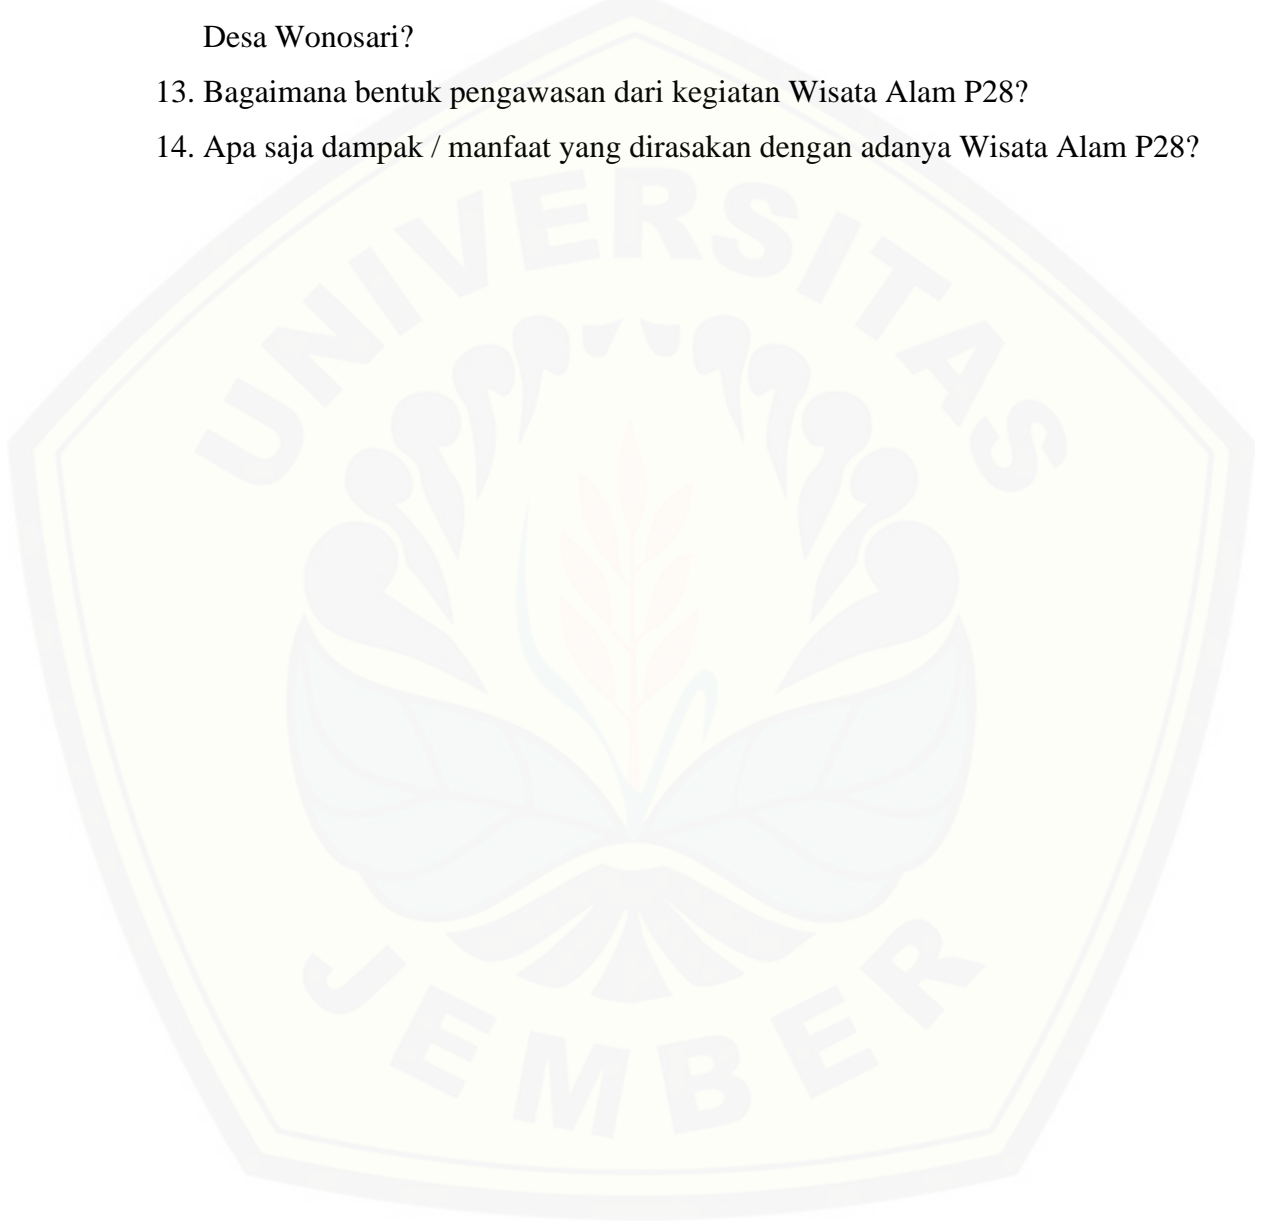 Desa Wonosari?
13. Bagaimana bentuk pengawasan dari kegiatan Wisata Alam P28?
14. Apa saja dampak / manfaat yang dirasakan dengan adanya Wisata Alam P28?
UNIVERSITAS
JEMBER